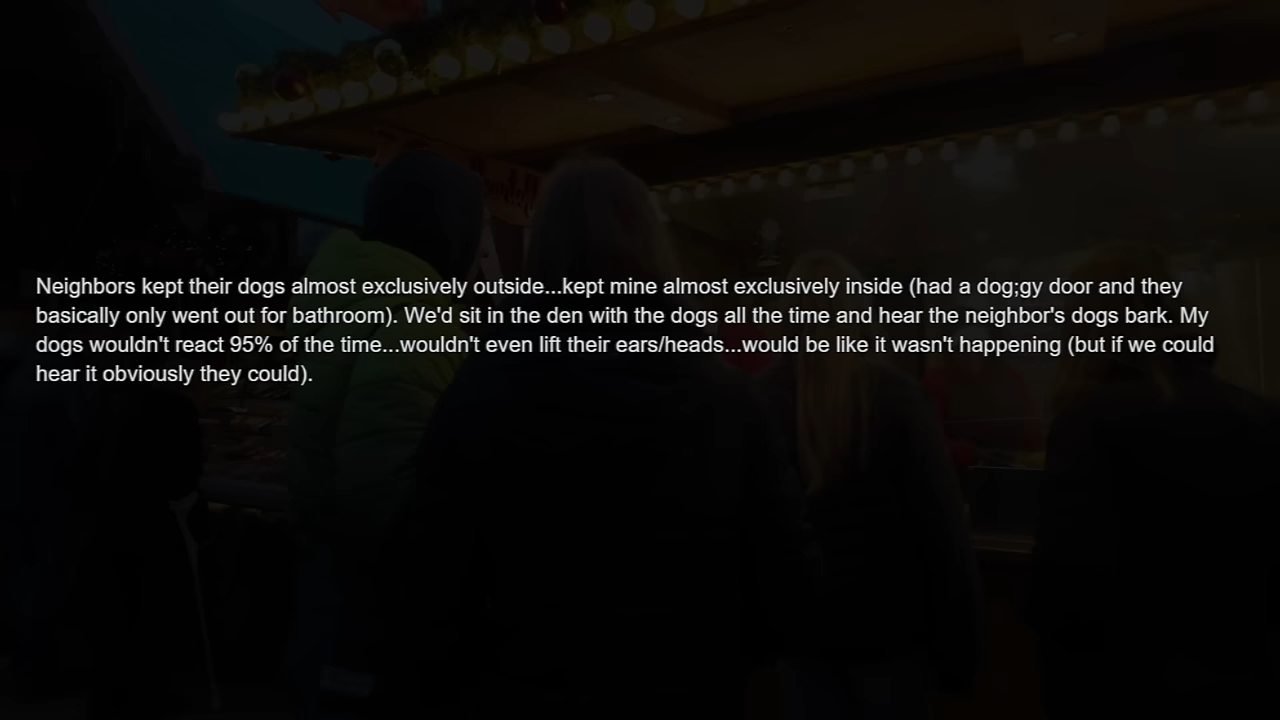 Neighbors kept their dogs almost exclusively outside...kept mine almost exclusively inside (had a dog;gy door and they
basically only went out for bathroom). We'd sit in the den with the dogs all the time and hear the neighbor's dogs bark. My
dogs wouldn't react 95% of the time...wouldn't even lift their ears/heads...would be like it wasn't happening (but if we could
hear it obviously they could).